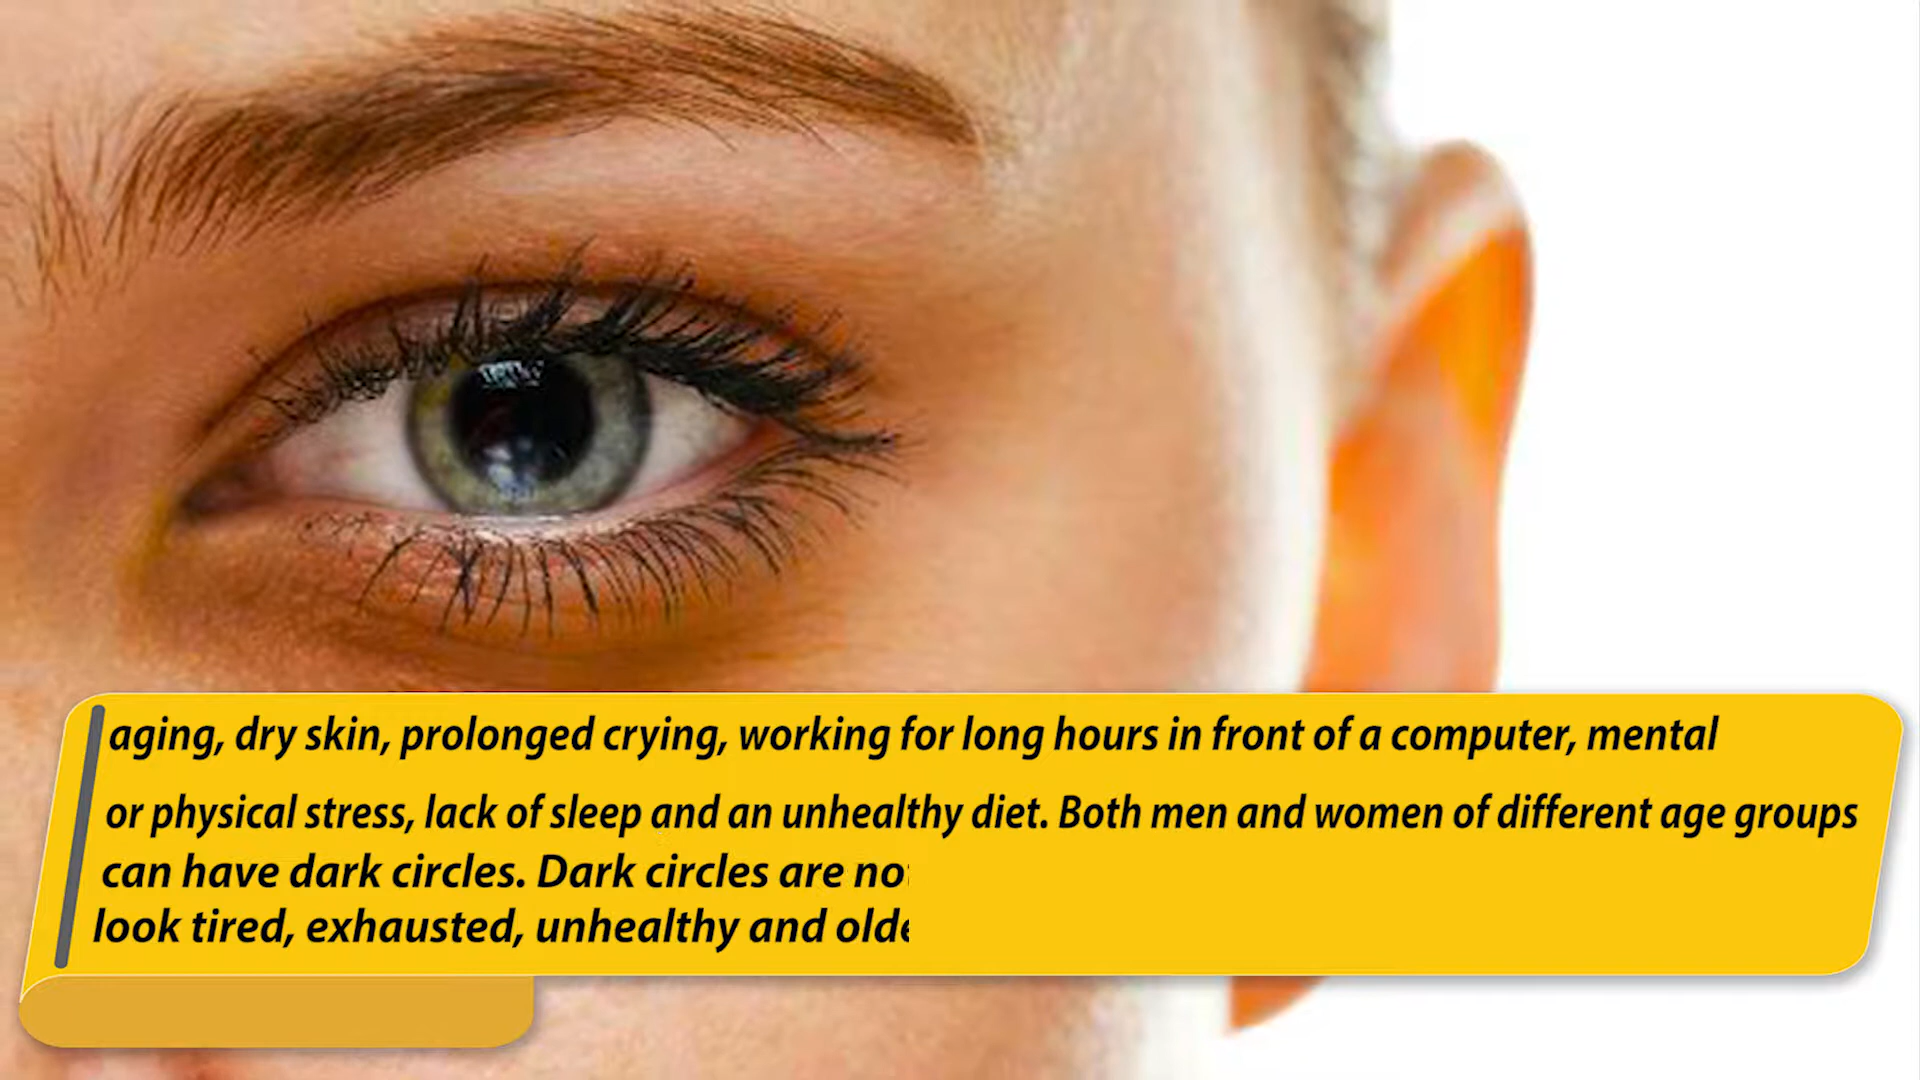 aging, dry skin, prolonged crying, working for long hours in front of a computer, mental
or physical stress, lack of sleep and an unhealthy diet. Both men and women of different age groups
can have dark circles. Dark circles are
look tired, exhausted, unhealthy and